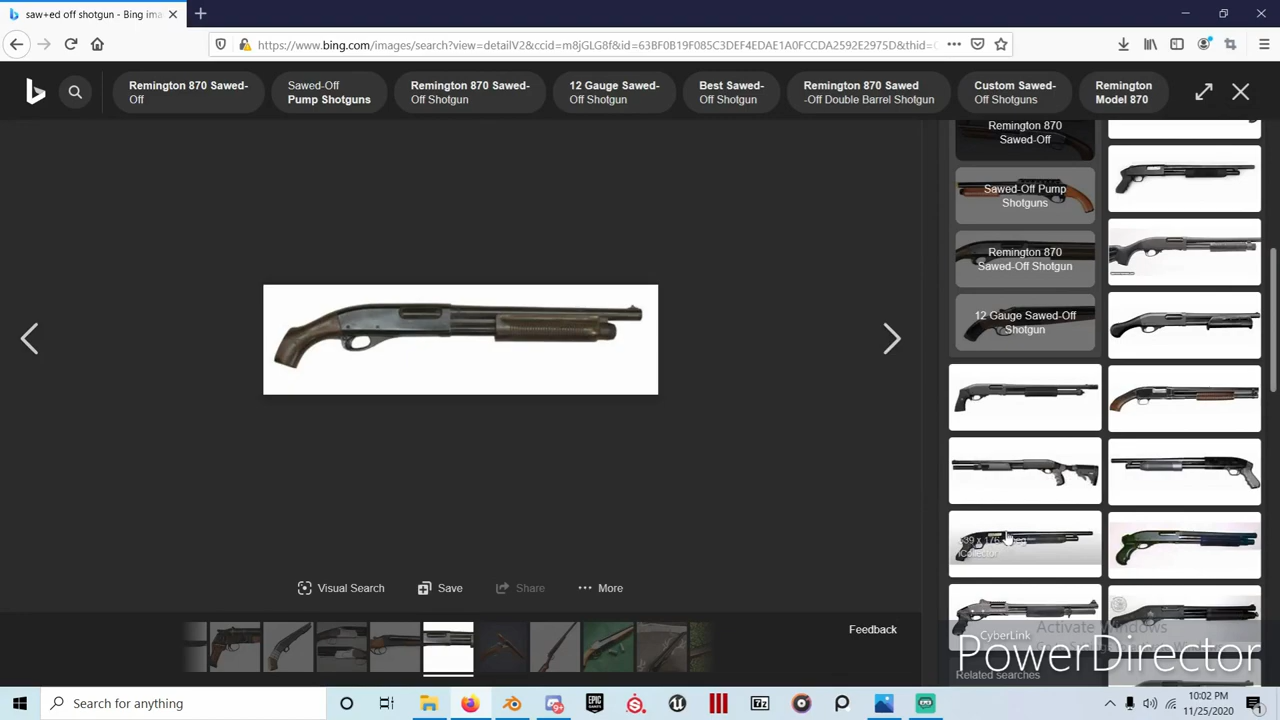 saw+ed off shotgun - Bing ima
https://www.bing.com/images/search?view=detailV2&ccid=m8jGLG8f&id=63BF0B19F085C3DEF4EDAE1A0FCCDA2592E2975D&thid=
Remington 870 Sawed-
Off
Sawed-Off
Pump Shotguns
Remington 870 Sawed-
Off Shotgun
12 Gauge Sawed-
Off Shotgun
Best Sawed-
Off Shotgun
Remington 870 Sawed
-Off Double Barrel Shotgun
Custom Sawed-
Off Shotguns
Remington
Model 870
Remington 870
Sawed-Off
Sawed-Off Pump
Shotguns
Remington 870
Sawed-Off Shotgun
12 Gauge Sawed-Off
Shotgun
iCollector
Visual Search
Save
Share
More
Feedback
Activate Windows
CyberLink
PowerDirector
Related searches
Search for anything
10:02 PM
11/25/2020